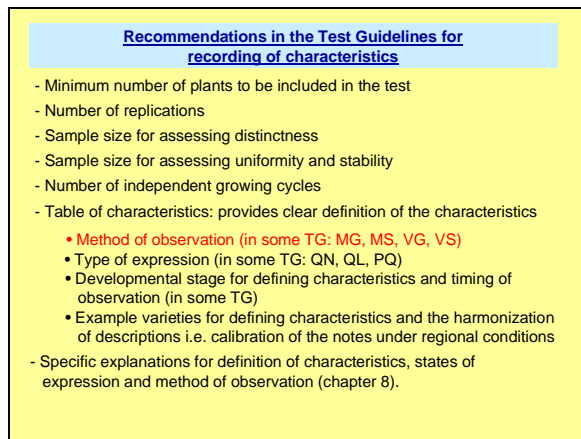 Recommendations in the Test Guidelines for
recording of characteristics
- Minimum number of plants to be included in the test
- Number of replications
- Sample size for assessing distinctness
- Sample size for assessing uniformity and stability
- Number of independent growing cycles
- Table of characteristics: provides clear definition of the characteristics
• Method of observation (in some TG: MG, MS, VG, VS)
• Type of expression (in some TG: QN, QL, PQ)
• Developmental stage for defining characteristics and timing of
observation (in some TG)
• Example varieties for defining characteristics and the harmonization
of descriptions i.e. calibration of the notes under regional conditions
- Specific explanations for definition of characteristics, states of
expression and method of observation (chapter 8).